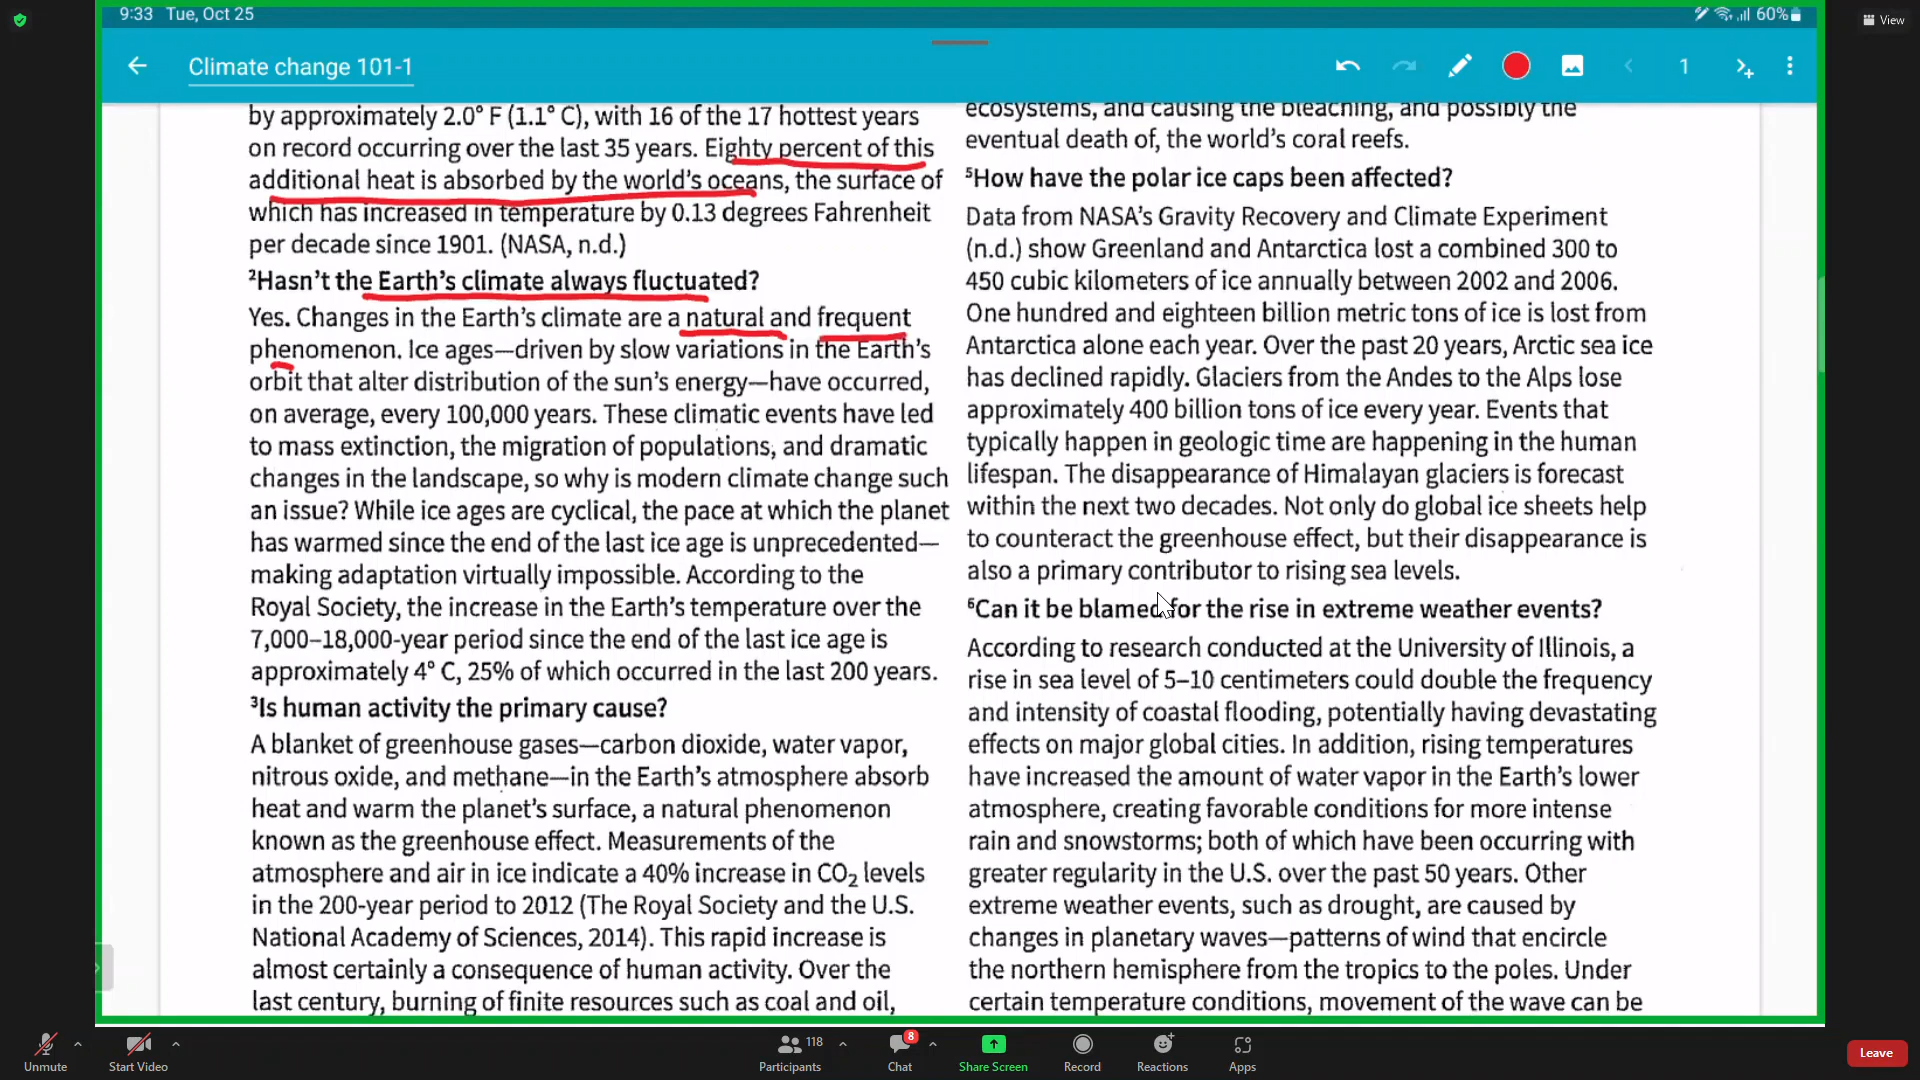 9:33 Tue, Oct 25
60%
View
Climate change 101-1
1
by approximately 2.0° F (1.1° C), with 16 of the 17 hottest years
on record occurring over the last 35 years. Eighty percent of this
additional heat is absorbed by the world's oceans, the surface of
which has increased in temperature by 0.13 degrees Fahrenheit
per decade since 1901. (NASA, n.d.)
²Hasn't the Earth's climate always fluctuated?
Yes. Changes in the Earth's climate are a natural and frequent
phenomenon. Ice ages—driven by slow variations in the Earth's
orbit that alter distribution of the sun's energy—have occurred,
on average, every 100,000 years. These climatic events have led
to mass extinction, the migration of populations, and dramatic
changes in the landscape, so why is modern climate change such
an issue? While ice ages are cyclical, the pace at which the planet
has warmed since the end of the last ice age is unprecedented—
making adaptation virtually impossible. According to the
Royal Society, the increase in the Earth's temperature over the
7,000–18,000-year period since the end of the last ice age is
approximately 4° C, 25% of which occurred in the last 200 years.
³Is human activity the primary cause?
A blanket of greenhouse gases—carbon dioxide, water vapor,
nitrous oxide, and methane—in the Earth's atmosphere absorb
heat and warm the planet's surface, a natural phenomenon
known as the greenhouse effect. Measurements of the
atmosphere and air in ice indicate a 40% increase in CO₂ levels
in the 200-year period to 2012 (The Royal Society and the U.S.
National Academy of Sciences, 2014). This rapid increase is
almost certainly a consequence of human activity. Over the
last century, burning of finite resources such as coal and oil,
ecosystems, and causing the bleaching, and possibly the
eventual death of, the world's coral reefs.
⁵How have the polar ice caps been affected?
Data from NASA's Gravity Recovery and Climate Experiment
(n.d.) show Greenland and Antarctica lost a combined 300 to
450 cubic kilometers of ice annually between 2002 and 2006.
One hundred and eighteen billion metric tons of ice is lost from
Antarctica alone each year. Over the past 20 years, Arctic sea ice
has declined rapidly. Glaciers from the Andes to the Alps lose
approximately 400 billion tons of ice every year. Events that
typically happen in geologic time are happening in the human
lifespan. The disappearance of Himalayan glaciers is forecast
within the next two decades. Not only do global ice sheets help
to counteract the greenhouse effect, but their disappearance is
also a primary contributor to rising sea levels.
⁶Can it be blamed for the rise in extreme weather events?
According to research conducted at the University of Illinois, a
rise in sea level of 5–10 centimeters could double the frequency
and intensity of coastal flooding, potentially having devastating
effects on major global cities. In addition, rising temperatures
have increased the amount of water vapor in the Earth's lower
atmosphere, creating favorable conditions for more intense
rain and snowstorms; both of which have been occurring with
greater regularity in the U.S. over the past 50 years. Other
extreme weather events, such as drought, are caused by
changes in planetary waves—patterns of wind that encircle
the northern hemisphere from the tropics to the poles. Under
certain temperature conditions, movement of the wave can be
Unmute
Start Video
118
Participants
8
Chat
Share Screen
Record
Reactions
Apps
Leave